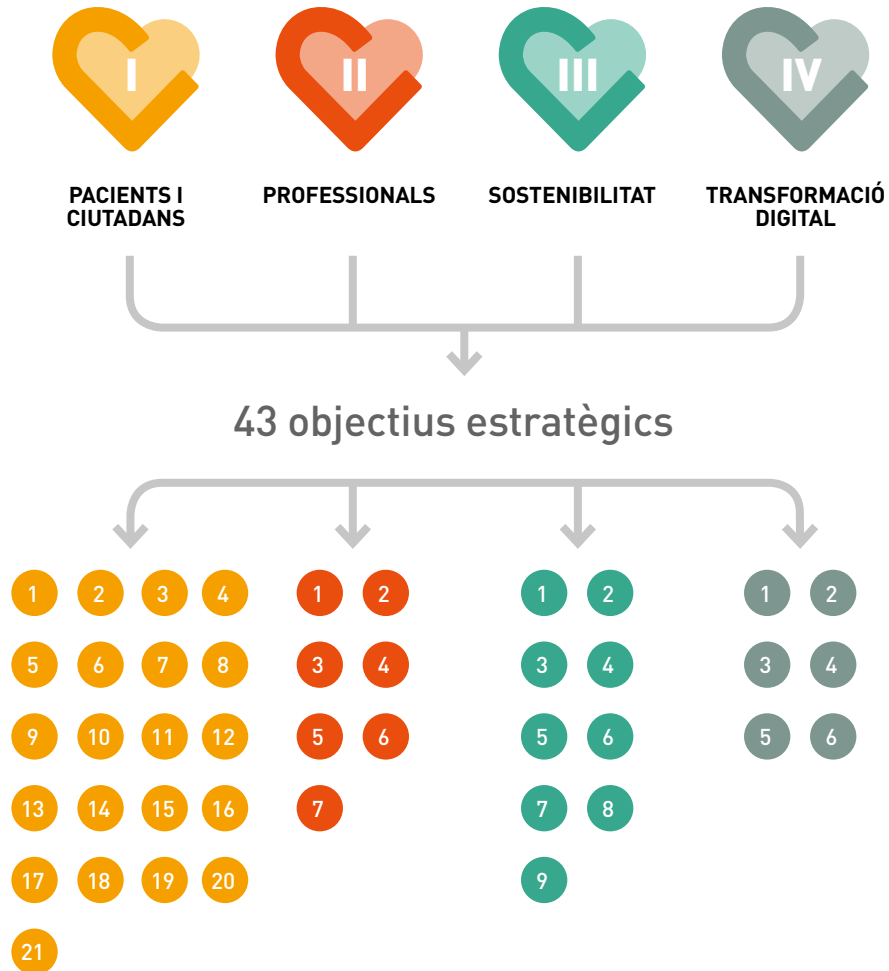 I II III IV
PACIENTS I
CIUTADANS
PROFESSIONALS
SOSTENIBILITAT
TRANSFORMACIÓ
DIGITAL
43 objectius estratègics
1 2 3 4 1 2 1 2 1 2
5 6 7 8 3 4 3 4 3 4
9 10 11 12 5 6 5 6 5 6
13 14 15 16 7 7 8
17 18 19 20 9
21